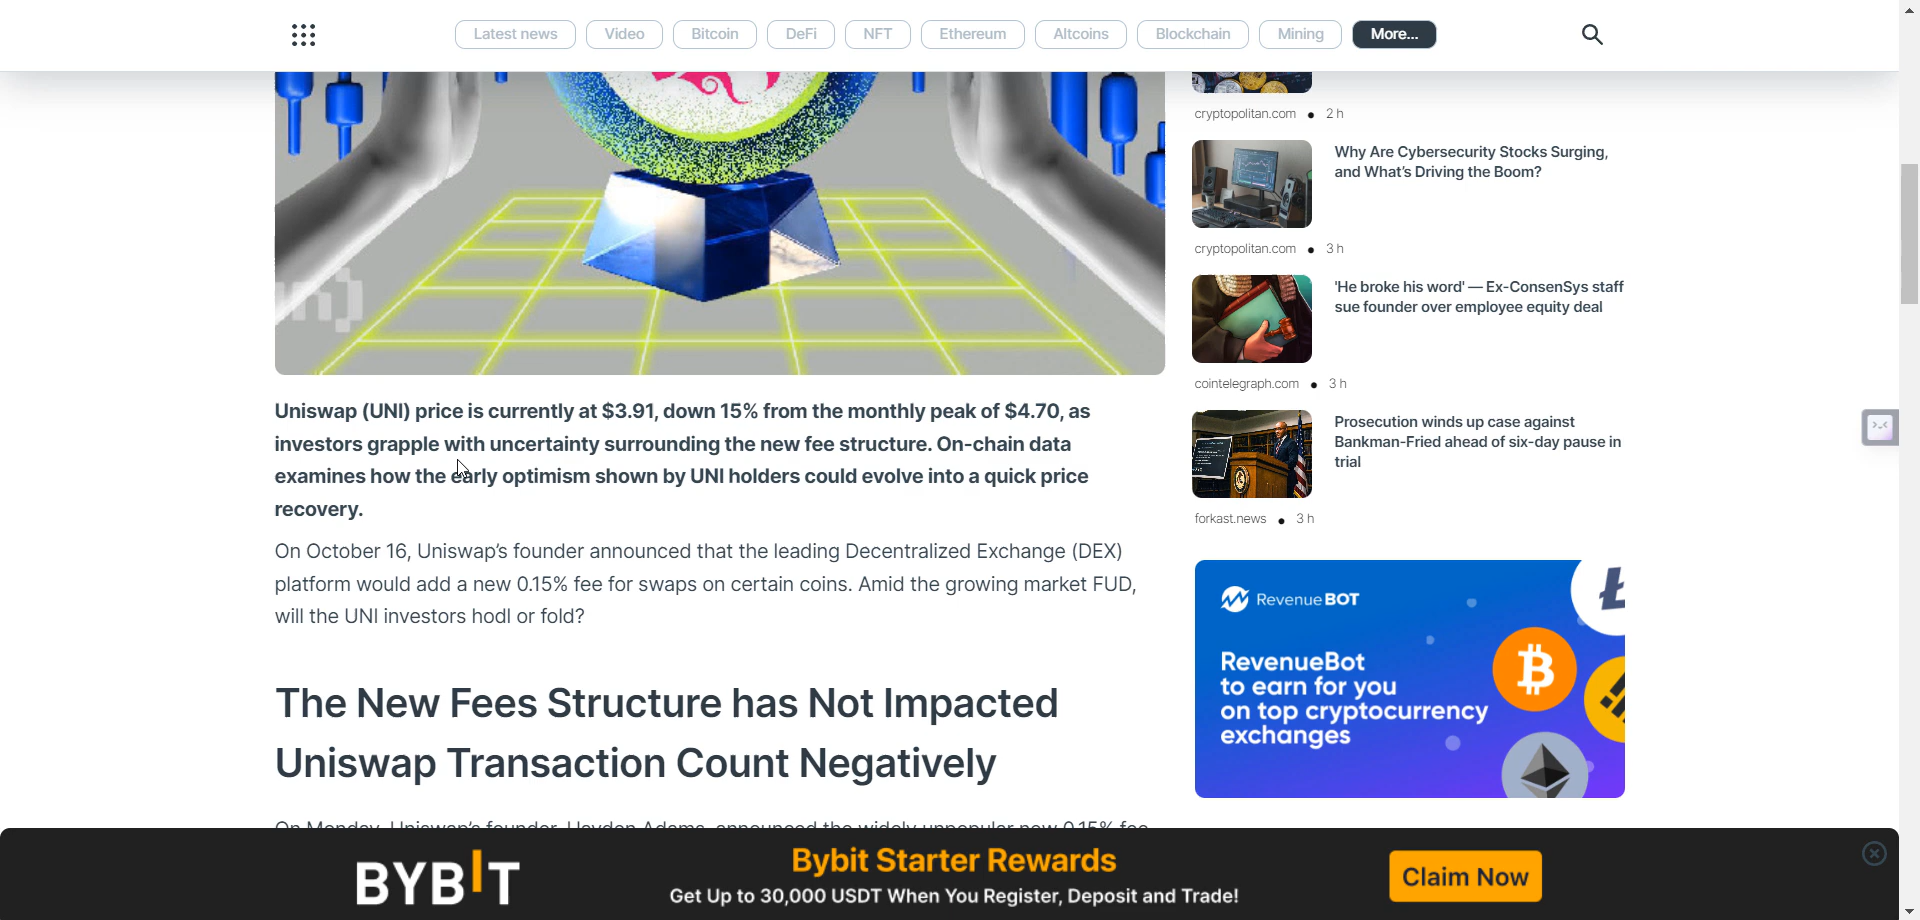 Latest news
Video
Bitcoin
DeFi
NFT
Ethereum
Altcoins
Blockchain
Mining
More...
cryptopolitan.com • 2 h
Why Are Cybersecurity Stocks Surging,
and What's Driving the Boom?
cryptopolitan.com • 3 h
'He broke his word' — Ex-ConsenSys staff
sue founder over employee equity deal
cointelegraph.com • 3 h
Prosecution winds up case against
Bankman-Fried ahead of six-day pause in
trial
forkast.news • 3 h
Uniswap (UNI) price is currently at $3.91, down 15% from the monthly peak of $4.70, as
investors grapple with uncertainty surrounding the new fee structure. On-chain data
examines how the early optimism shown by UNI holders could evolve into a quick price
recovery.
On October 16, Uniswap's founder announced that the leading Decentralized Exchange (DEX)
platform would add a new 0.15% fee for swaps on certain coins. Amid the growing market FUD,
will the UNI investors hodl or fold?
The New Fees Structure has Not Impacted
Uniswap Transaction Count Negatively
On Monday, Uniswap's founder, Hayden Adams, announced the widely unpopular new 0.15% fee
Revenue BOT
RevenueBot
to earn for you
on top cryptocurrency
exchanges
BYBIT
Bybit Starter Rewards
Get Up to 30,000 USDT When You Register, Deposit and Trade!
Claim Now